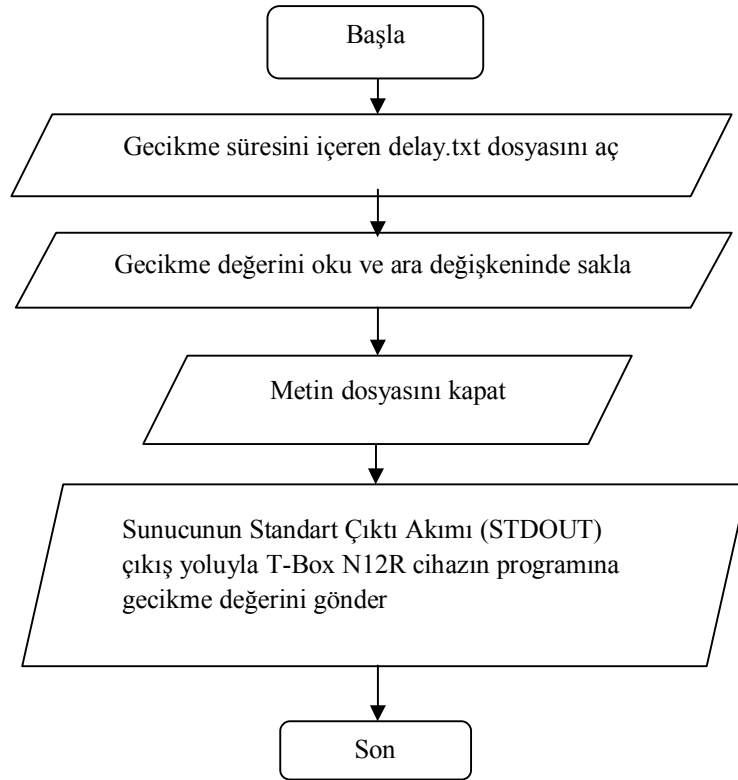 Başla
Gecikme süresini içeren delay.txt dosyasını aç
Gecikme değerini oku ve ara değişkeninde sakla
Metin dosyasını kapat
Sunucunun Standart Çıktı Akımı (STDOUT)
çıkış yoluyla T-Box N12R cihazın programına
gecikme değerini gönder
Son